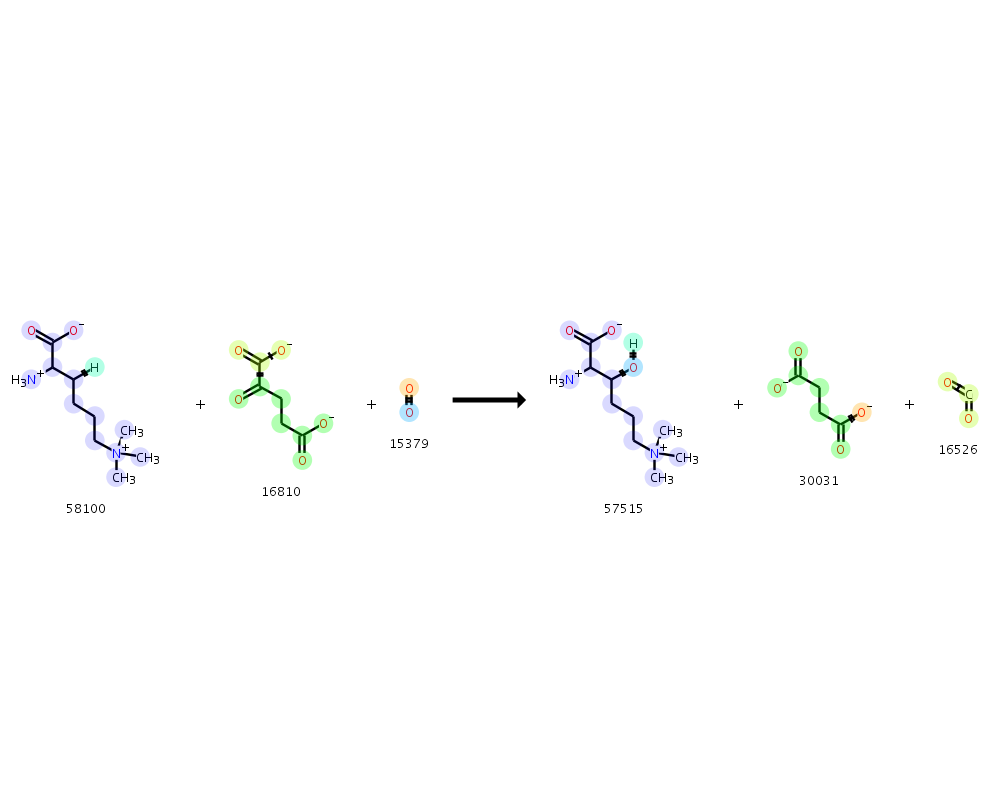 O O⁻ H H₃N⁺ CH₃ N⁺ CH₃ CH₃
58100
+
O O⁻ O O⁻ O
16810
+
O O
15379
O O⁻ H O H₃N⁺ CH₃ N⁺ CH₃ CH₃
57515
+
O O⁻ O⁻ O
30031
+
O C O
16526